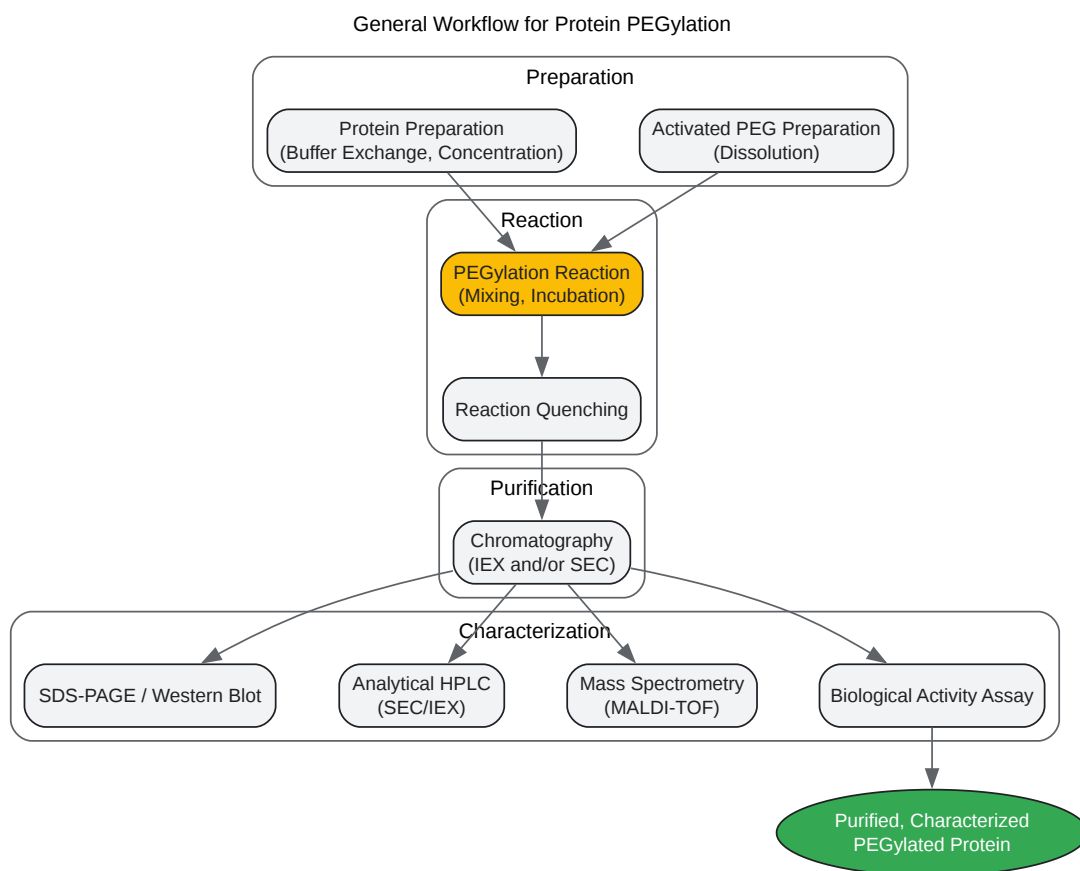 General Workflow for Protein PEGylation
Preparation
Protein Preparation
(Buffer Exchange, Concentration)
Activated PEG Preparation
(Dissolution)
Reaction
PEGylation Reaction
(Mixing, Incubation)
Reaction Quenching
Purification
Chromatography
(IEX and/or SEC)
Characterization
SDS-PAGE / Western Blot
Analytical HPLC
(SEC/IEX)
Mass Spectrometry
(MALDI-TOF)
Biological Activity Assay
Purified, Characterized
PEGylated Protein